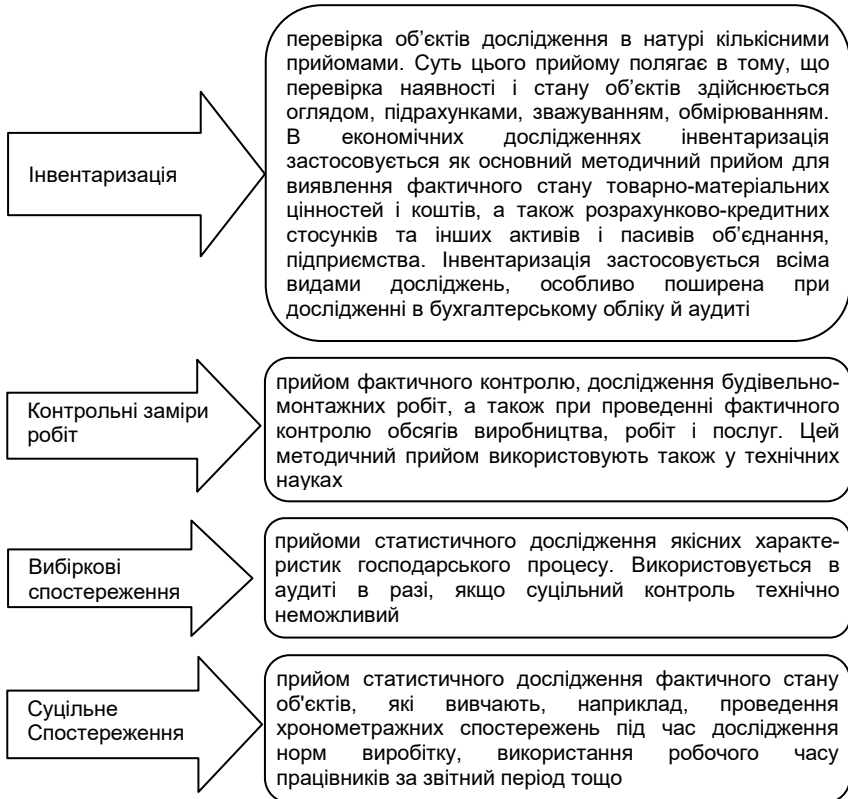 Інвентаризація
перевірка об’єктів дослідження в натурі кількісними
прийомами. Суть цього прийому полягає в тому, що
перевірка наявності і стану об’єктів здійснюється
оглядом, підрахунками, зважуванням, обмірюванням.
В економічних дослідженнях інвентаризація
застосовується як основний методичний прийом для
виявлення фактичного стану товарно-матеріальних
цінностей і коштів, а також розрахунково-кредитних
стосунків та інших активів і пасивів об’єднання,
підприємства. Інвентаризація застосовується всіма
видами досліджень, особливо поширена при
дослідженні в бухгалтерському обліку й аудиті
Контрольні заміри
робіт
прийом фактичного контролю, дослідження будівельно-
монтажних робіт, а також при проведенні фактичного
контролю обсягів виробництва, робіт і послуг. Цей
методичний прийом використовують також у технічних
науках
Вибіркові
спостереження
прийоми статистичного дослідження якісних характе-
ристик господарського процесу. Використовується в
аудиті в разі, якщо суцільний контроль технічно
неможливий
Суцільне
Спостереження
прийом статистичного дослідження фактичного стану
об'єктів, які вивчають, наприклад, проведення
хронометражних спостережень під час дослідження
норм виробітку, використання робочого часу
працівників за звітний період тощо